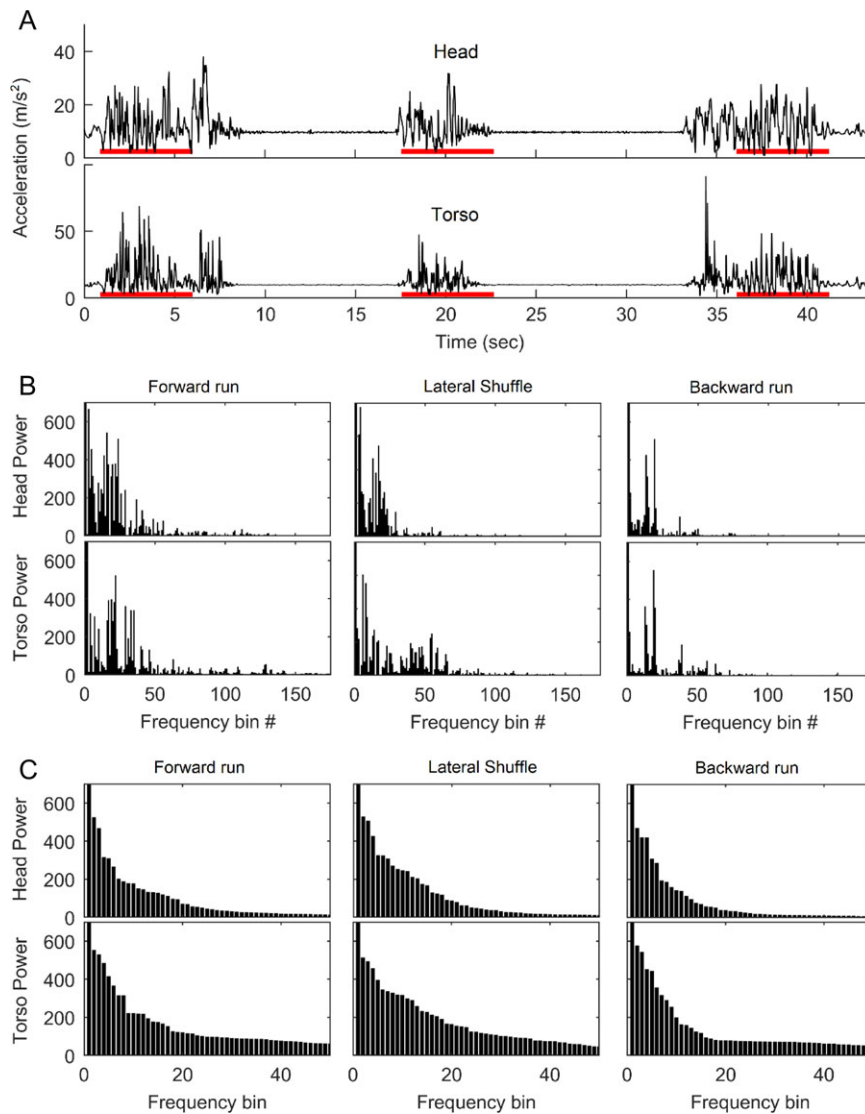 A
Head
40
20
0
Acceleration (m/s²)
Torso
50
0
0 5 10 15 20 25 30 35 40
Time (sec)
B
Forward run Lateral Shuffle Backward run
Head Power
600
400
200
0
Torso Power
600
400
200
0
0 50 100 150 0 50 100 150 0 50 100 150
Frequency bin # Frequency bin # Frequency bin #
C
Forward run Lateral Shuffle Backward run
Head Power
600
400
200
0
Torso Power
600
400
200
0
0 20 40 0 20 40 0 20 40
Frequency bin Frequency bin Frequency bin